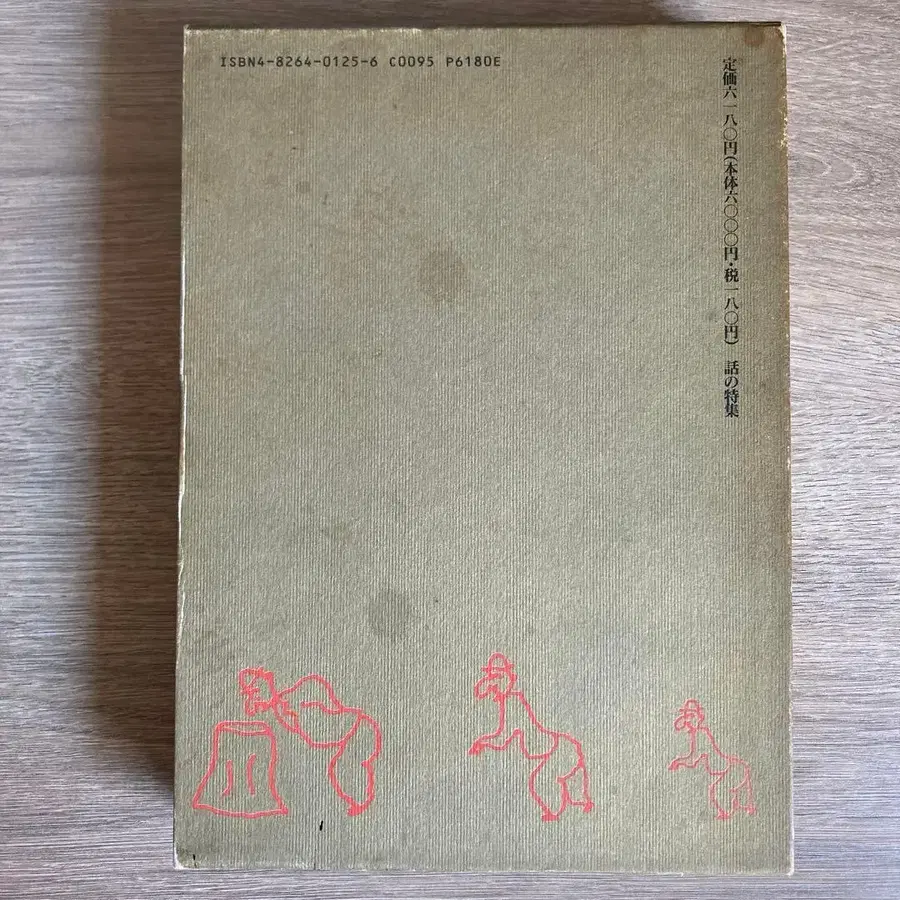 ISBN4-8264-0125-6 C0095 P6180E
定価六一八〇円(本体六〇〇〇円・税一八〇円) 話の特集